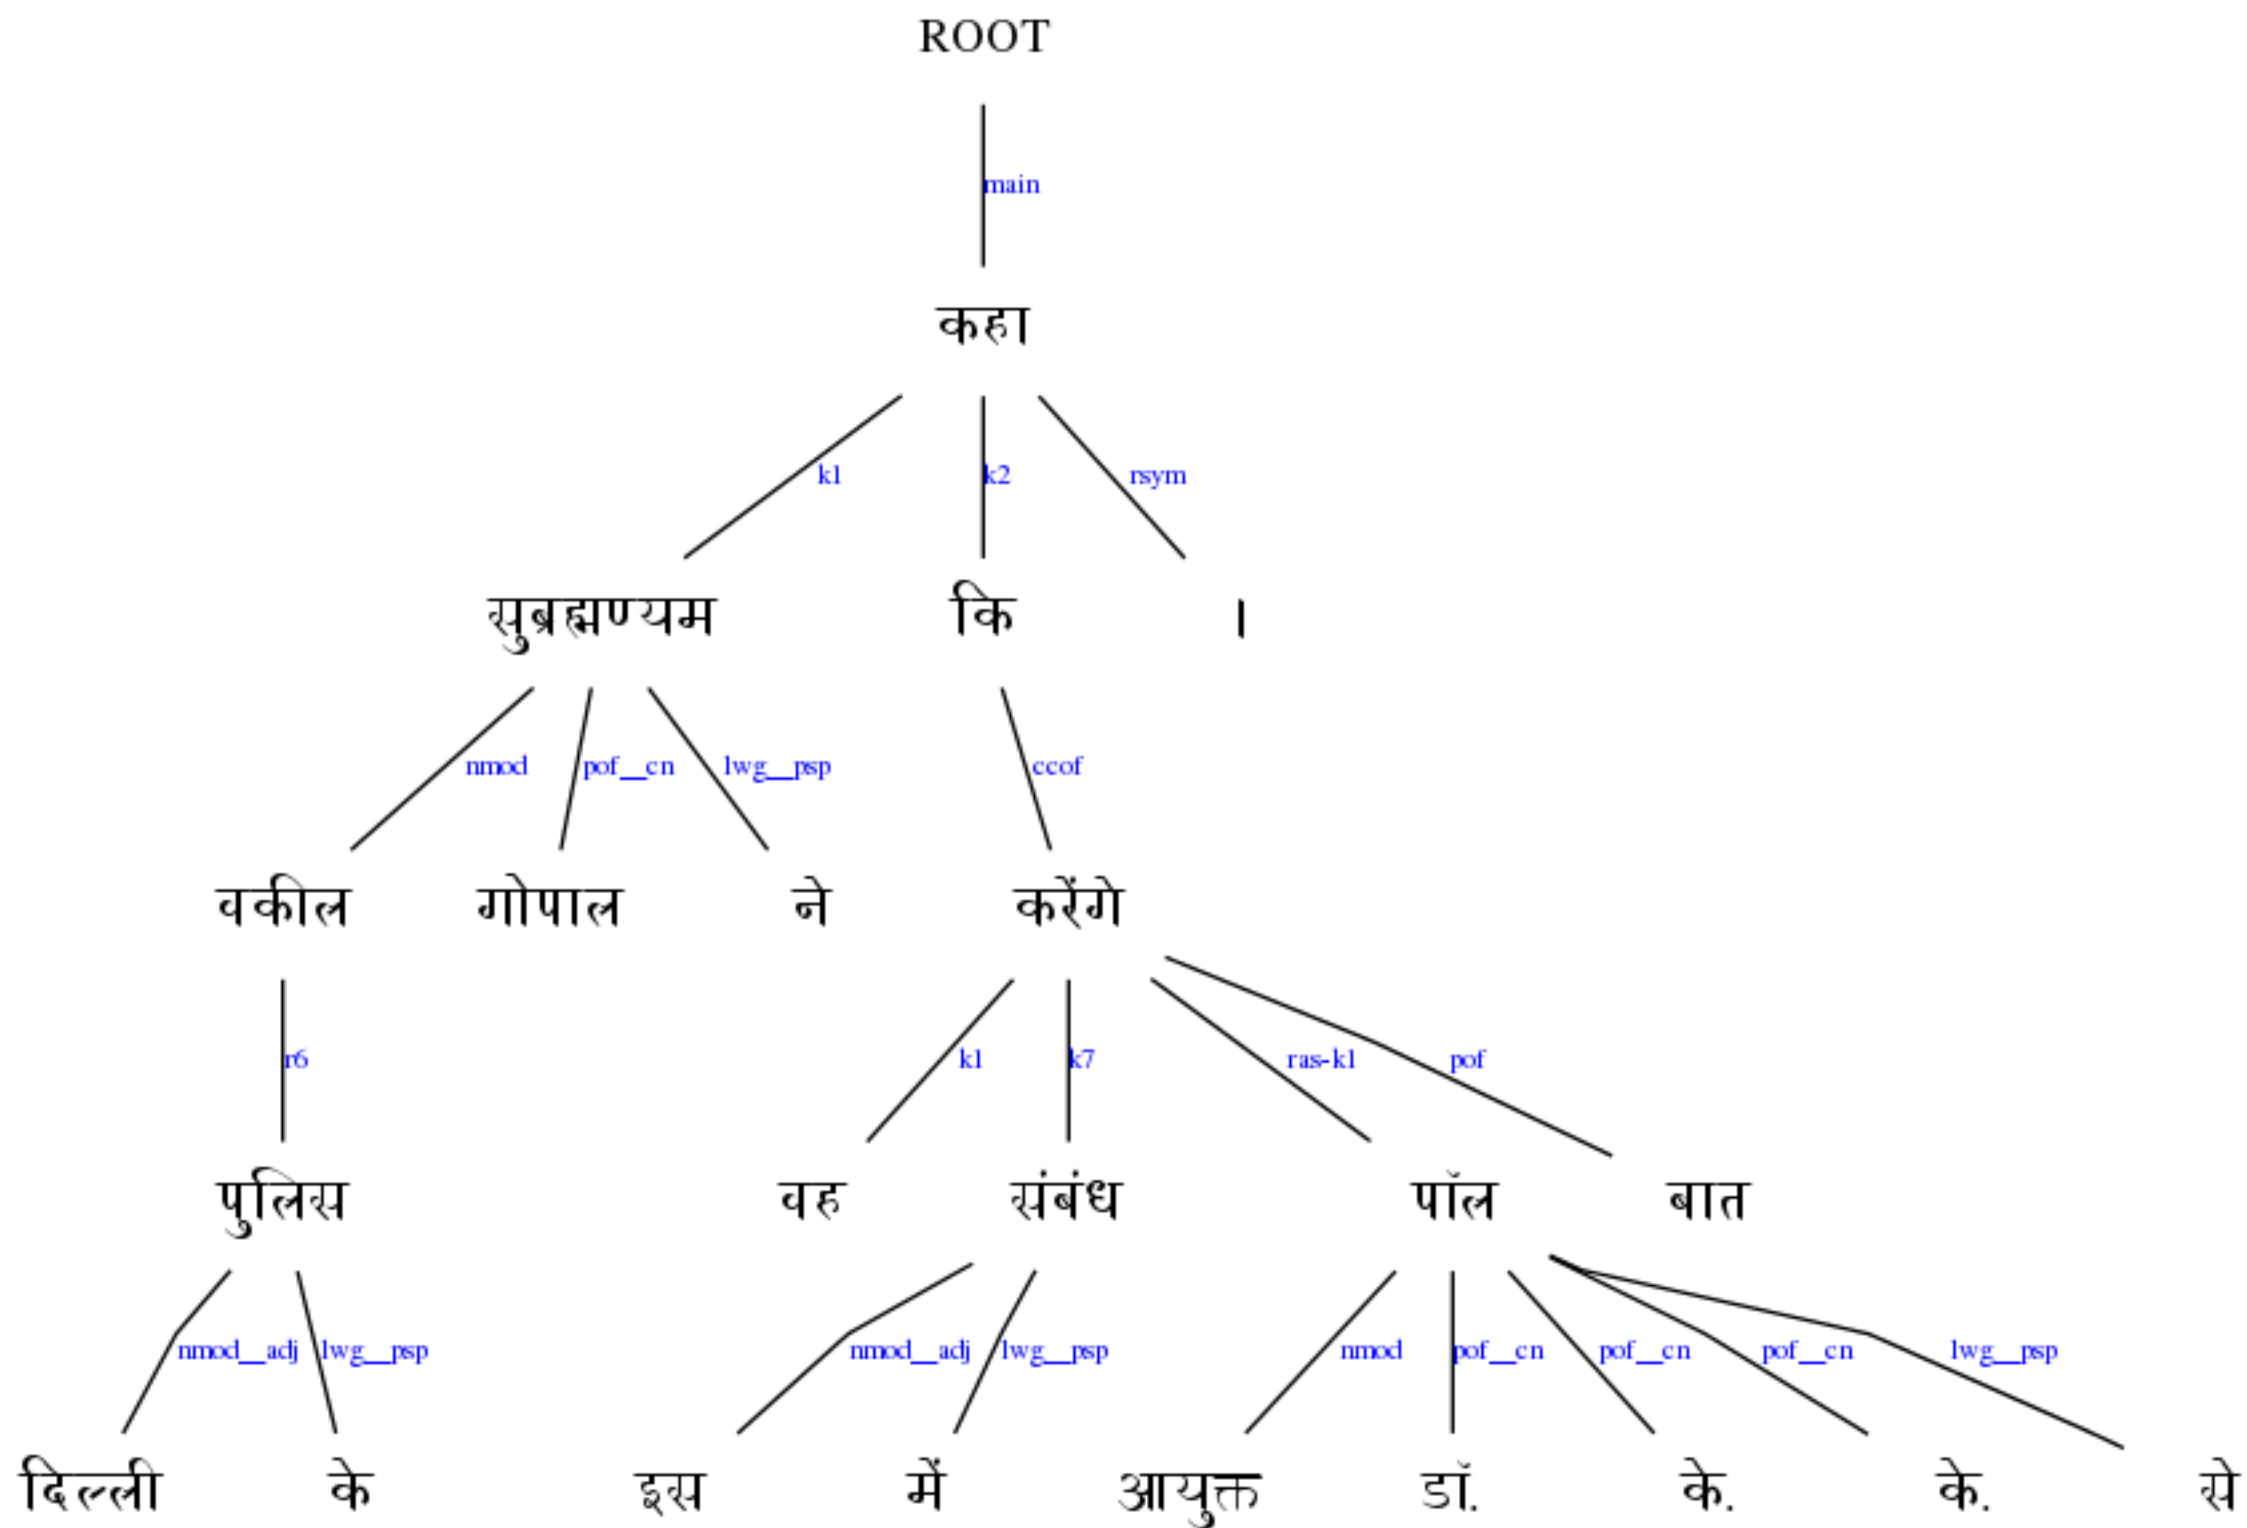 ROOT
main
कहा
k1 k2 rsym
सुब्रह्मण्यम कि ।
nmod pof__cn lwg__psp ccof
वकील गोपाल ने करेंगे
r6 k1 k7 ras-k1 pof
पुलिस वह संबंध पॉल बात
nmod__adj lwg__psp nmod__adj lwg__psp nmod pof__cn pof__cn pof__cn lwg__psp
दिल्ली के इस में आयुक्त डॉ. के. के. से